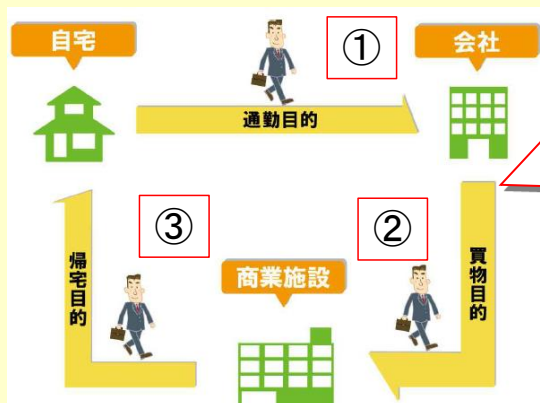 自宅
①
会社
通勤目的
③
②
帰宅目的
商業施設
買物目的